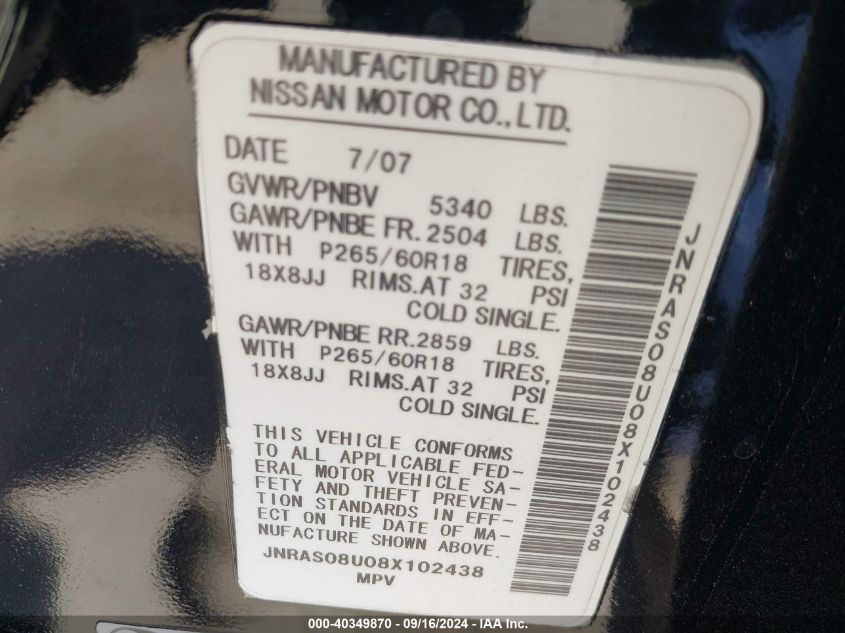 MANUFACTURED BY
NISSAN MOTOR CO., LTD.
DATE 7/07
GVWR/PNBV 5340 LBS.
GAWR/PNBE FR. 2504 LBS.
WITH P265/60R18 TIRES,
18X8JJ RIMS.AT 32 PSI
COLD SINGLE.
GAWR/PNBE RR. 2859 LBS.
WITH P265/60R18 TIRES,
18X8JJ RIMS.AT 32 PSI
COLD SINGLE.
THIS VEHICLE CONFORMS
TO ALL APPLICABLE FED-
ERAL MOTOR VEHICLE SA-
FETY AND THEFT PREVEN-
TION STANDARDS IN EFF-
ECT ON THE DATE OF MA-
NUFACTURE SHOWN ABOVE.
JNRAS08U08X102438
MPV
JNRAS08U08X102438
000-40349870 - 09/16/2024 - IAA Inc.